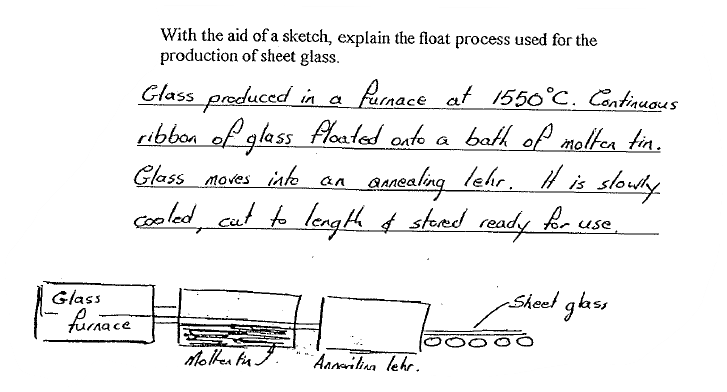 With the aid of a sketch, explain the float process used for the
production of sheet glass.
Glass produced in a furnace at 1550°C. Continuous
ribbon of glass floated onto a bath of molten tin.
Glass moves into an annealing lehr. It is slowly
cooled, cut to length & stored ready for use.
Glass
furnace
Sheet glass
Molten tin
Annealing lehr.